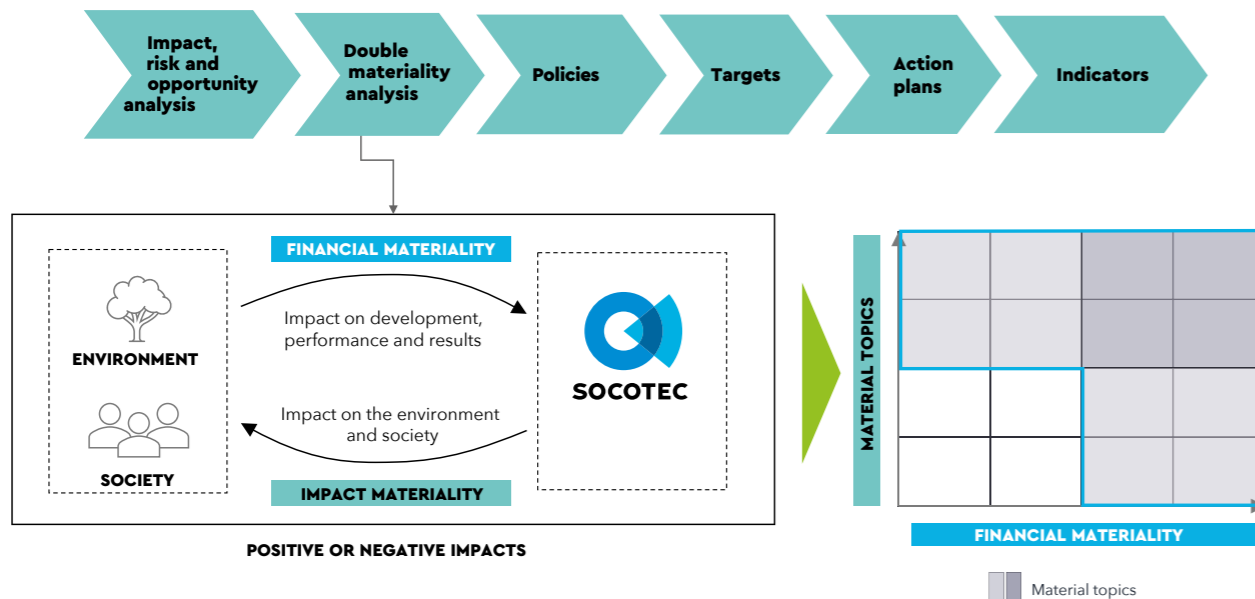 Impact,
risk and
opportunity
analysis
Double
materiality
analysis
Policies
Targets
Action
plans
Indicators
FINANCIAL MATERIALITY
Impact on development,
performance and results
ENVIRONMENT
SOCIETY
SOCOTEC
Impact on the environment
and society
IMPACT MATERIALITY
POSITIVE OR NEGATIVE IMPACTS
MATERIAL TOPICS
FINANCIAL MATERIALITY
Material topics